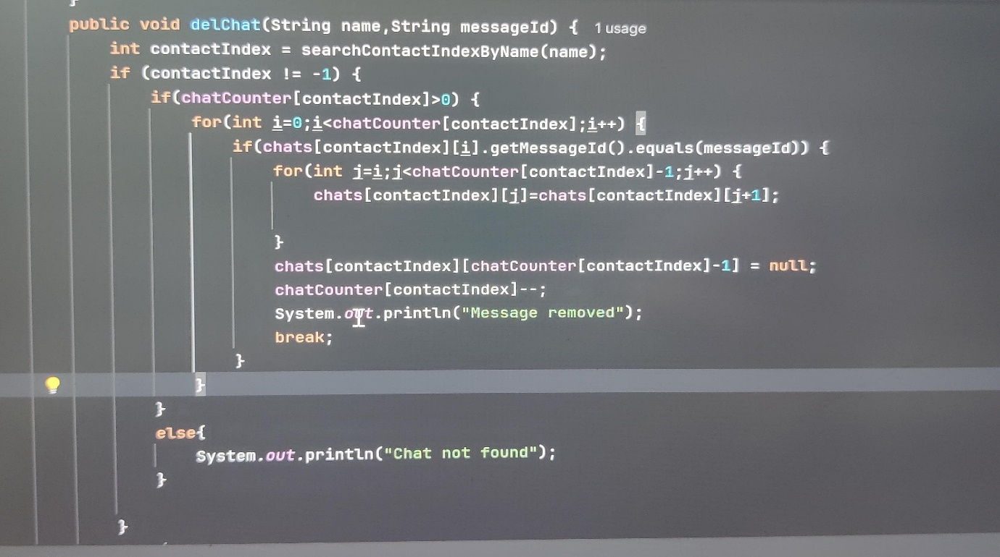 }
public void delChat(String name,String messageId) { 1 usage
int contactIndex = searchContactIndexByName(name);
if (contactIndex != -1) {
if(chatCounter[contactIndex]>0) {
for(int i=0;i<chatCounter[contactIndex];i++) {
if(chats[contactIndex][i].getMessageId().equals(messageId)) {
for(int j=i;j<chatCounter[contactIndex]-1;j++) {
chats[contactIndex][j]=chats[contactIndex][j+1];
}
chats[contactIndex][chatCounter[contactIndex]-1] = null;
chatCounter[contactIndex]--;
System.out.println("Message removed");
break;
}
}
}
else{
System.out.println("Chat not found");
}
}